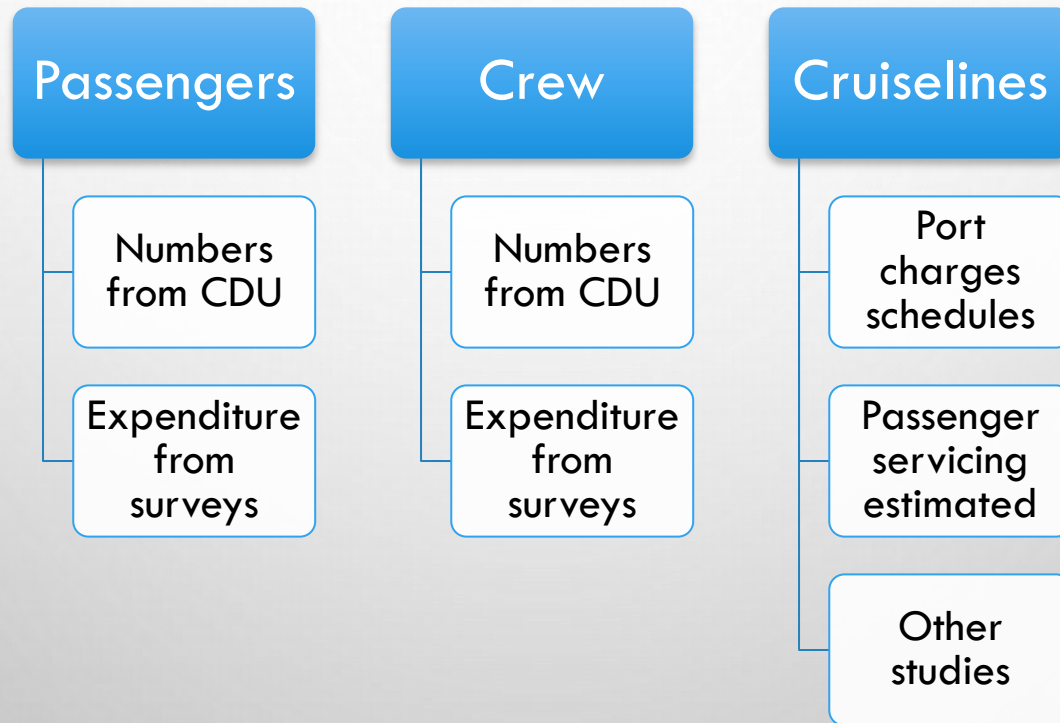 Passengers
Numbers
from CDU
Expenditure
from
surveys
Crew
Numbers
from CDU
Expenditure
from
surveys
Cruiselines
Port
charges
schedules
Passenger
servicing
estimated
Other
studies